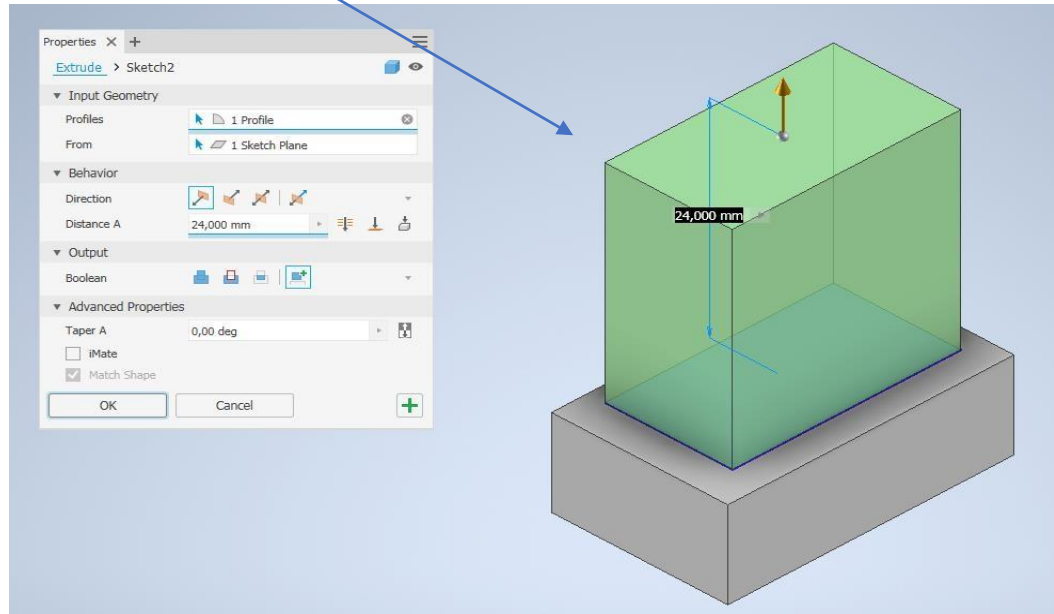 Properties
Extrude > Sketch2
Input Geometry
Profiles 1 Profile
From 1 Sketch Plane
Behavior
Direction
Distance A 24,000 mm
Output
Boolean
Advanced Properties
Taper A 0,00 deg
iMate
Match Shape
OK Cancel
24,000 mm